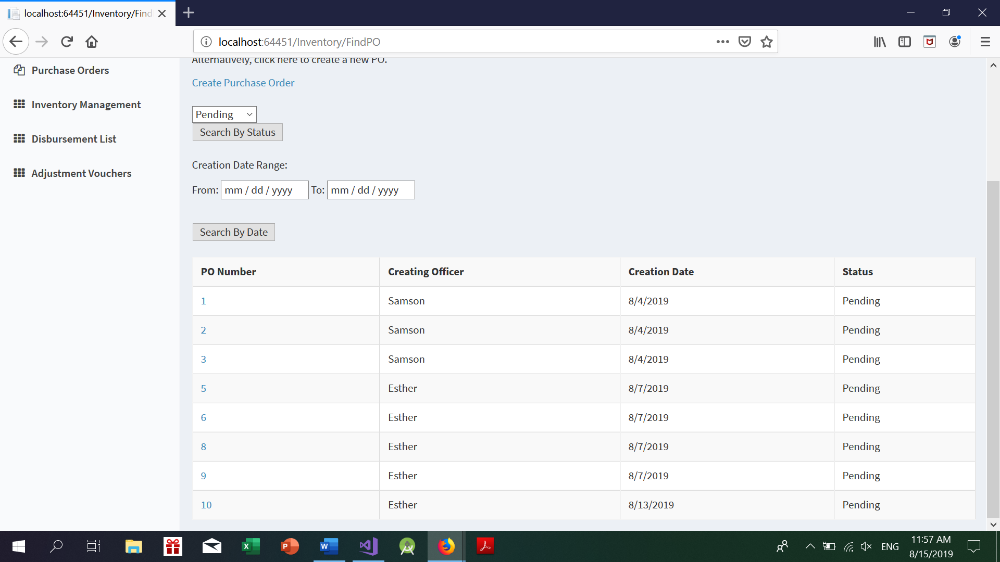 localhost:64451/Inventory/Find
localhost:64451/Inventory/FindPO
Purchase Orders
Inventory Management
Disbursement List
Adjustment Vouchers
Alternatively, click here to create a new PO.
Create Purchase Order
Pending
Search By Status
Creation Date Range:
From: mm / dd / yyyy To: mm / dd / yyyy
Search By Date
PO Number Creating Officer Creation Date Status
1 Samson 8/4/2019 Pending
2 Samson 8/4/2019 Pending
3 Samson 8/4/2019 Pending
5 Esther 8/7/2019 Pending
6 Esther 8/7/2019 Pending
8 Esther 8/7/2019 Pending
9 Esther 8/7/2019 Pending
10 Esther 8/13/2019 Pending
ENG
11:57 AM
8/15/2019